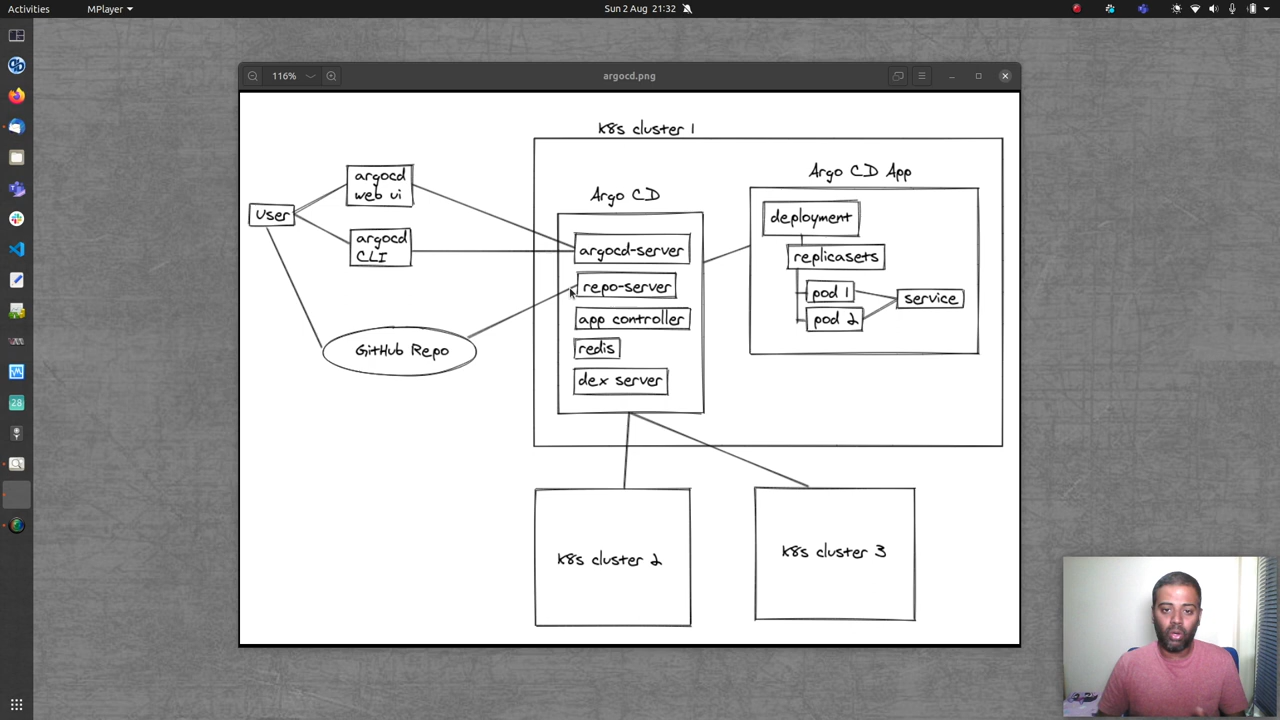 Activities
MPlayer
Sun 2 Aug 21:32
116%
argocd.png
K8s cluster 1
Argo CD App
argocd
web ui
Argo CD
User
deployment
argocd
CLI
argocd-server
replicasets
repo-server
pod 1
service
app controller
pod 2
GitHub Repo
redis
dex server
K8s cluster 2
K8s cluster 3
28